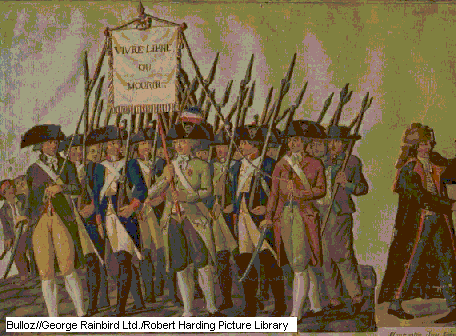 VIVRE LIBRE
OU
MOURIR
Bulloz//George Rainbird Ltd./Robert Harding Picture Library